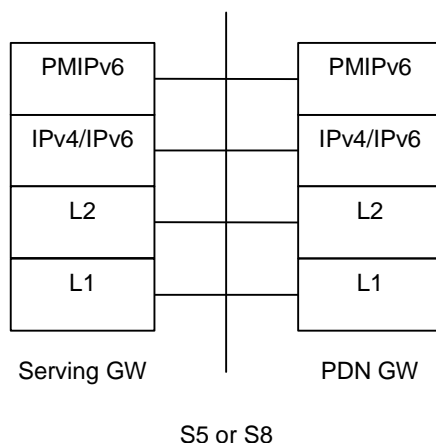 PMIPv6 PMIPv6
IPv4/IPv6 IPv4/IPv6
L2 L2
L1 L1
Serving GW PDN GW
S5 or S8